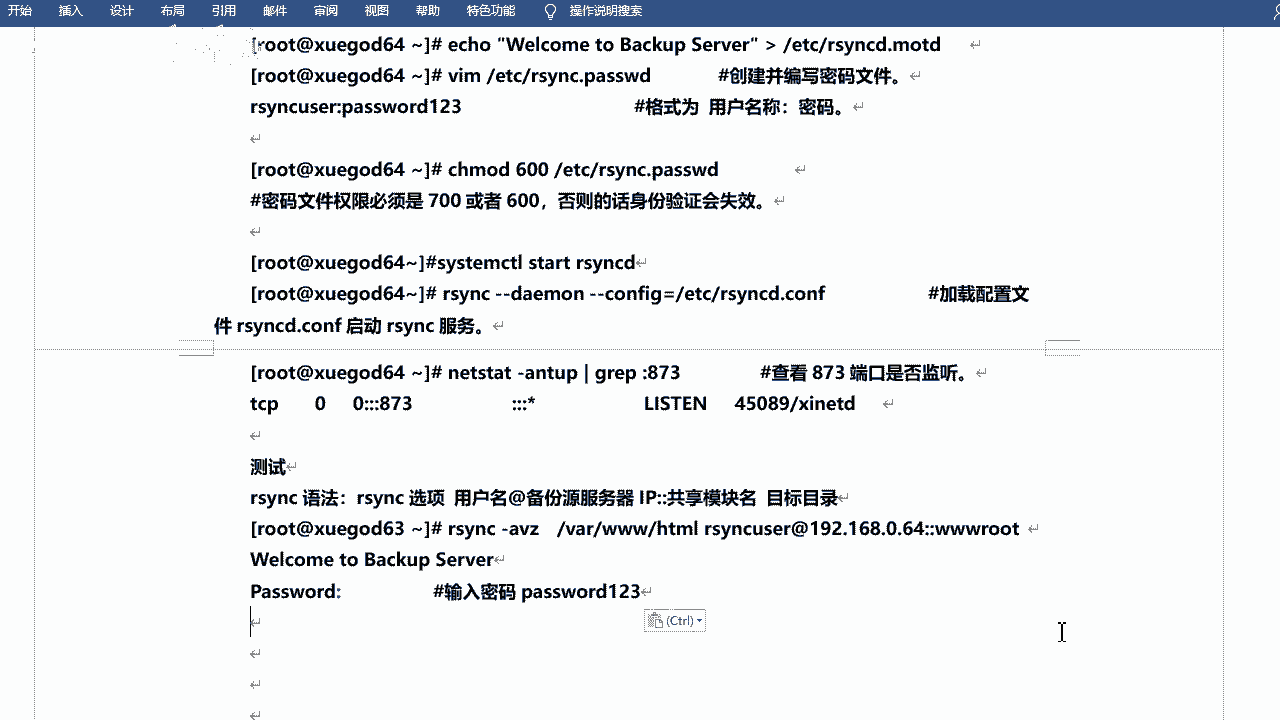 开始 插入 设计 布局 引用 邮件 审阅 视图 帮助 特色功能 操作说明搜索
[root@xuegod64 ~]# echo "Welcome to Backup Server" > /etc/rsyncd.motd
[root@xuegod64 ~]# vim /etc/rsync.passwd #创建并编写密码文件。
rsyncuser:password123 #格式为 用户名称：密码。
[root@xuegod64 ~]# chmod 600 /etc/rsync.passwd
#密码文件权限必须是 700 或者 600，否则的话身份验证会失效。
[root@xuegod64~]#systemctl start rsyncd
[root@xuegod64~]# rsync --daemon --config=/etc/rsyncd.conf #加载配置文
件 rsyncd.conf 启动 rsync 服务。
[root@xuegod64 ~]# netstat -antup | grep :873 #查看 873 端口是否监听。
tcp 0 0:::873 :::* LISTEN 45089/xinetd
测试
rsync 语法：rsync 选项 用户名@备份源服务器 IP::共享模块名 目标目录
[root@xuegod63 ~]# rsync -avz /var/www/html rsyncuser@192.168.0.64::wwwroot
Welcome to Backup Server
Password: #输入密码 password123
(Ctrl)